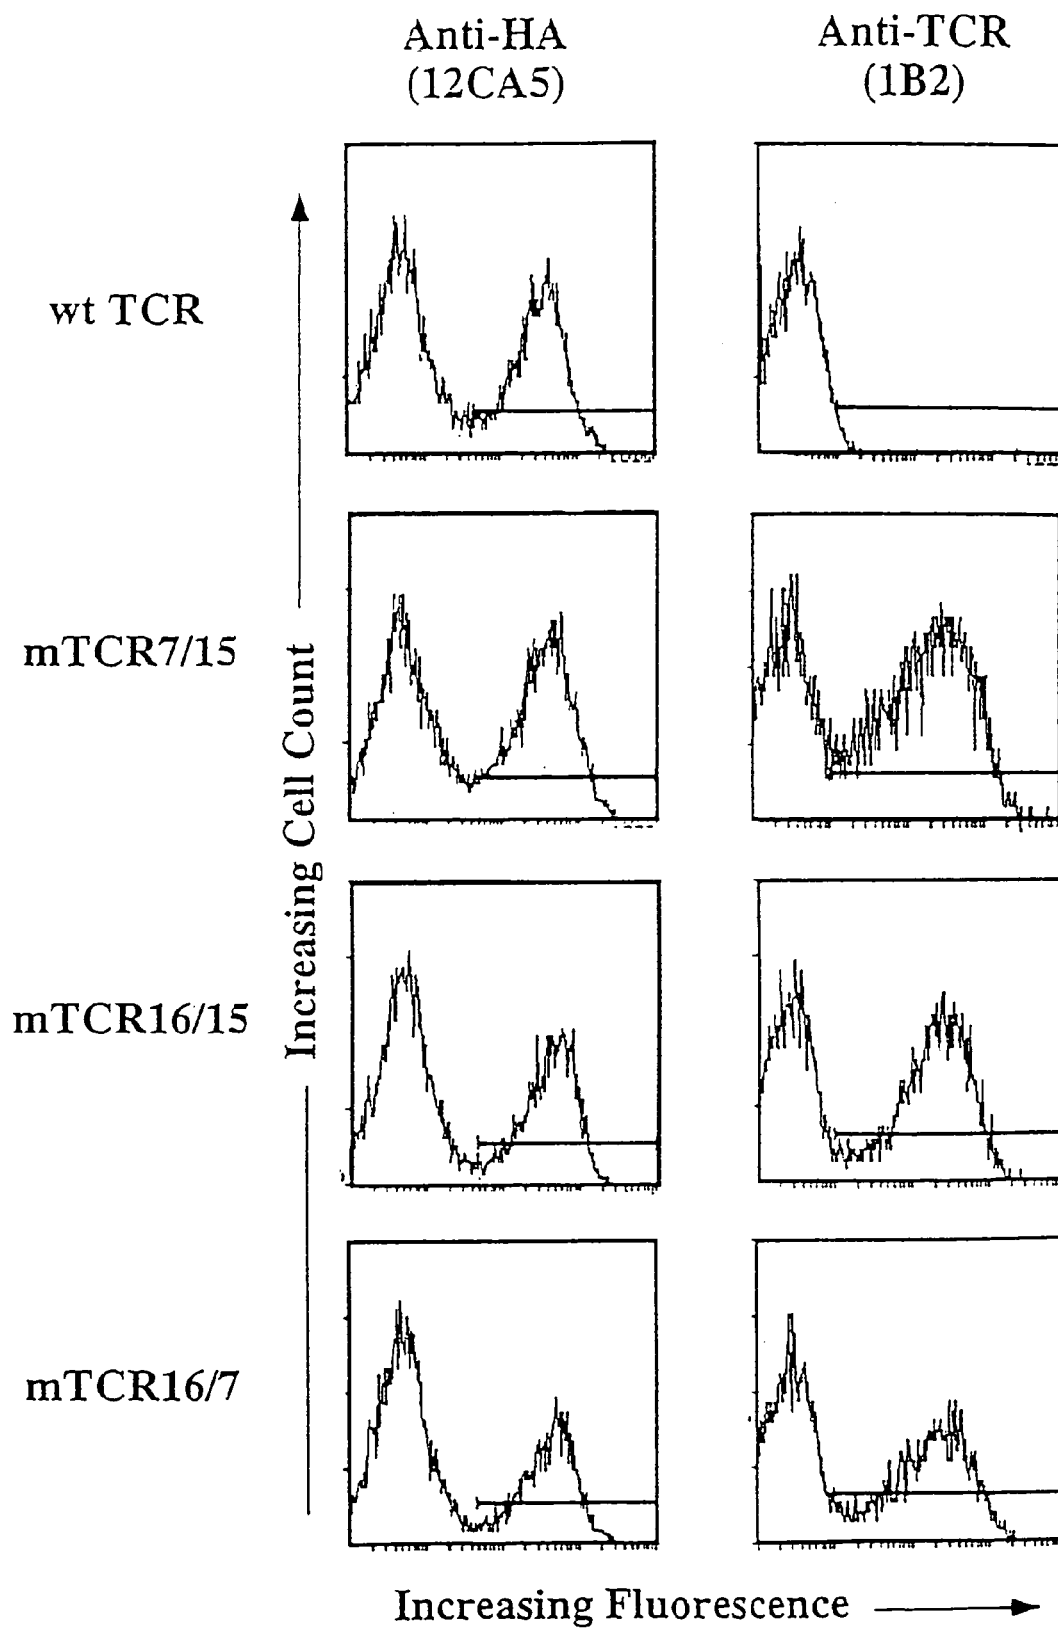 Anti-HA
(12CA5)
Anti-TCR
(1B2)
wt TCR
mTCR7/15
mTCR16/15
mTCR16/7
Increasing Cell Count
Increasing Fluorescence